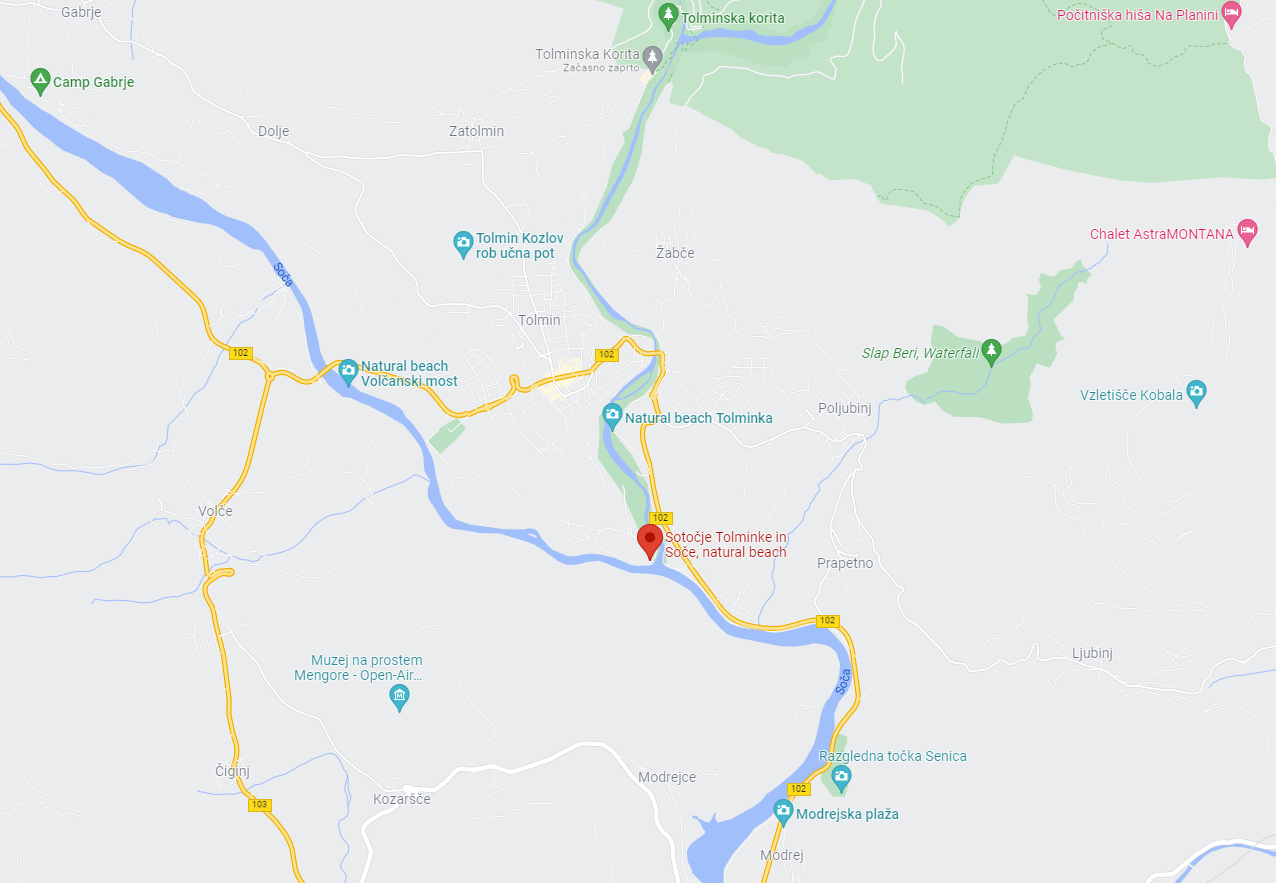 Gabrje
Tolminska korita
Počitniška hiša Na Planini
Tolminska Korita
Začasno zaprto
Camp Gabrje
Dolje
Zatolmin
Tolmin Kozlov
rob učna pot
Žabče
Chalet AstraMONTANA
Soča
Tolmin
102
102
Slap Beri, Waterfall
Natural beach
Volčanski most
Vzletišče Kobala
Natural beach Tolminka
Poljubinj
Volče
102
Sotočje Tolminke in
Soče, natural beach
Prapetno
102
Ljubinj
Muzej na prostem
Mengore - Open-Air...
Soča
Razgledna točka Senica
Čiginj
Modrejce
102
Kozaršče
103
Modrejska plaža
Modrej